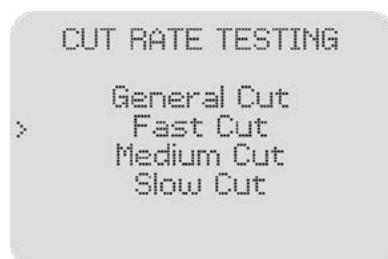 CUT RATE TESTING
General Cut
> Fast Cut
Medium Cut
Slow Cut